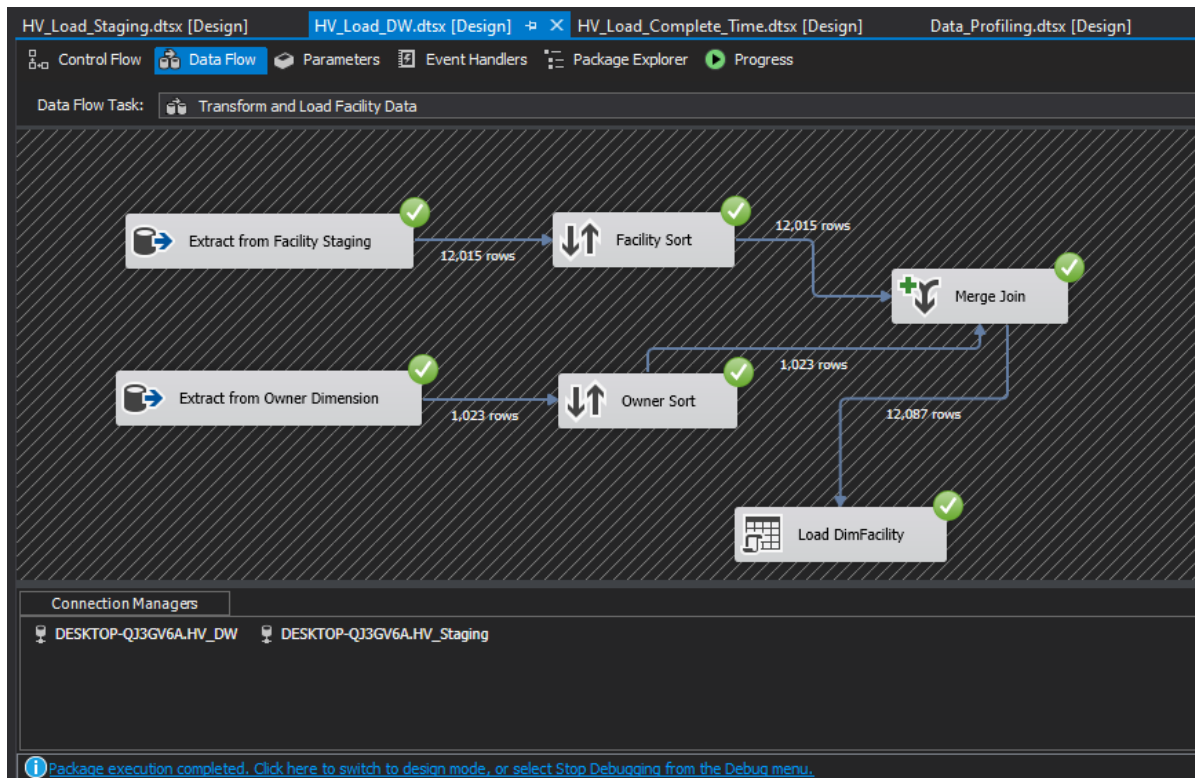 HV_Load_Staging.dtsx [Design] HV_Load_DW.dtsx [Design] HV_Load_Complete_Time.dtsx [Design] Data_Profiling.dtsx [Design]
Control Flow Data Flow Parameters Event Handlers Package Explorer Progress
Data Flow Task: Transform and Load Facility Data
Extract from Facility Staging
12,015 rows
Facility Sort
12,015 rows
Merge Join
Extract from Owner Dimension
1,023 rows
Owner Sort
1,023 rows
12,087 rows
Load DimFacility
Connection Managers
DESKTOP-QJ3GV6A.HV_DW DESKTOP-QJ3GV6A.HV_Staging
Package execution completed. Click here to switch to design mode, or select Stop Debugging from the Debug menu.